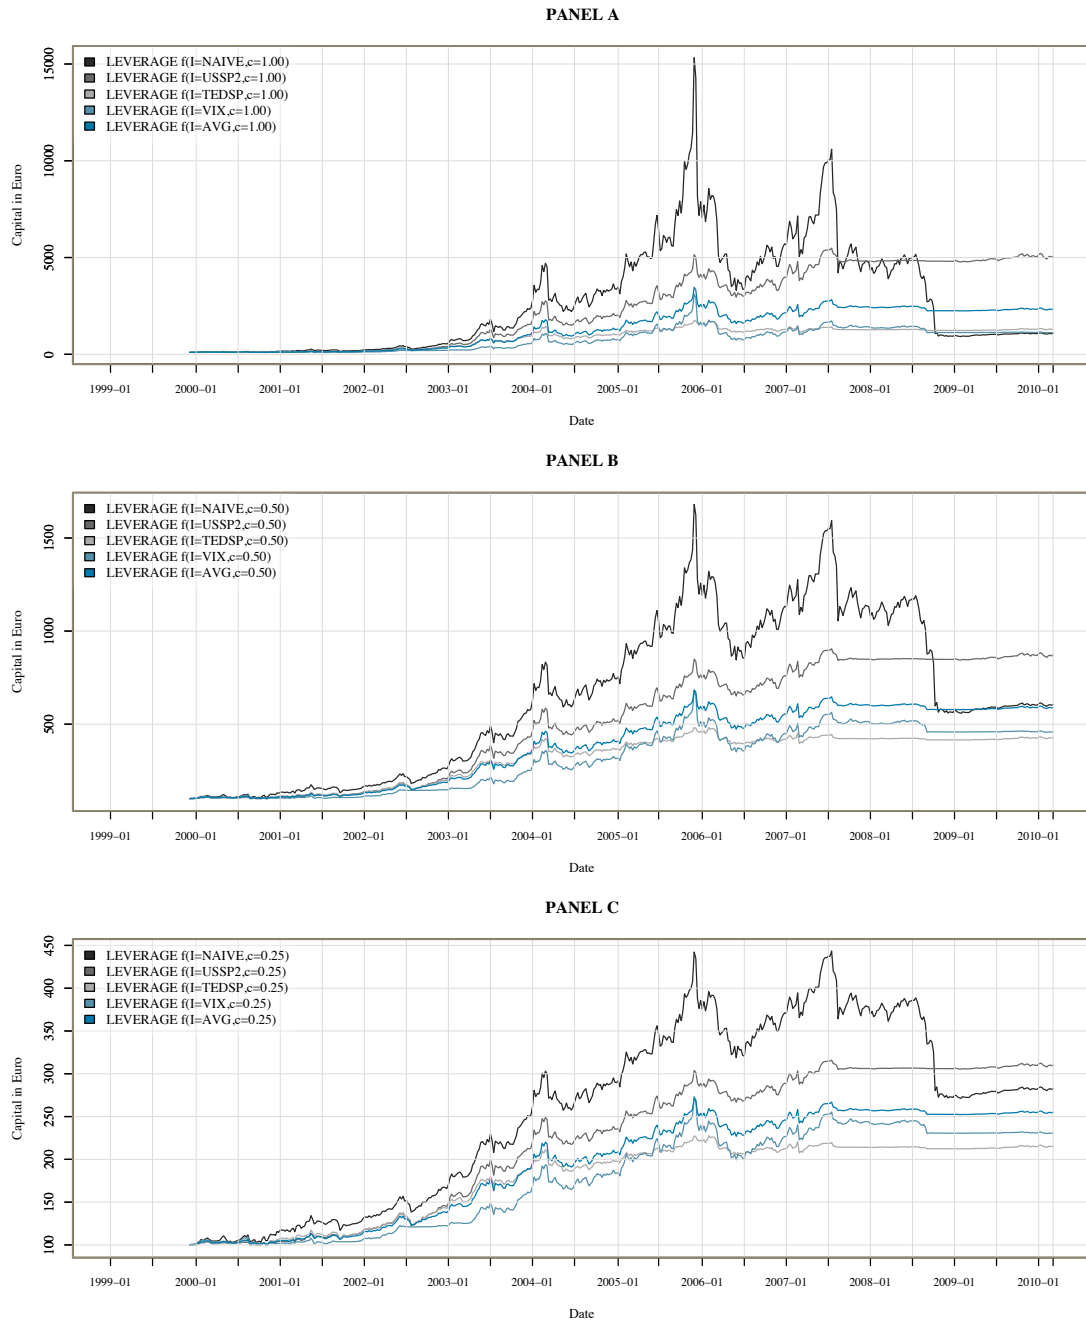 PANEL A
LEVERAGE f(I=NAIVE,c=1.00)
LEVERAGE f(I=USSP2,c=1.00)
LEVERAGE f(I=TEDSP,c=1.00)
LEVERAGE f(I=VIX,c=1.00)
LEVERAGE f(I=AVG,c=1.00)
Capital in Euro
15000
10000
5000
0
1999–01 2000–01 2001–01 2002–01 2003–01 2004–01 2005–01 2006–01 2007–01 2008–01 2009–01 2010–01
Date
PANEL B
LEVERAGE f(I=NAIVE,c=0.50)
LEVERAGE f(I=USSP2,c=0.50)
LEVERAGE f(I=TEDSP,c=0.50)
LEVERAGE f(I=VIX,c=0.50)
LEVERAGE f(I=AVG,c=0.50)
Capital in Euro
1500
1000
500
1999–01 2000–01 2001–01 2002–01 2003–01 2004–01 2005–01 2006–01 2007–01 2008–01 2009–01 2010–01
Date
PANEL C
LEVERAGE f(I=NAIVE,c=0.25)
LEVERAGE f(I=USSP2,c=0.25)
LEVERAGE f(I=TEDSP,c=0.25)
LEVERAGE f(I=VIX,c=0.25)
LEVERAGE f(I=AVG,c=0.25)
Capital in Euro
450
400
350
300
250
200
150
100
1999–01 2000–01 2001–01 2002–01 2003–01 2004–01 2005–01 2006–01 2007–01 2008–01 2009–01 2010–01
Date